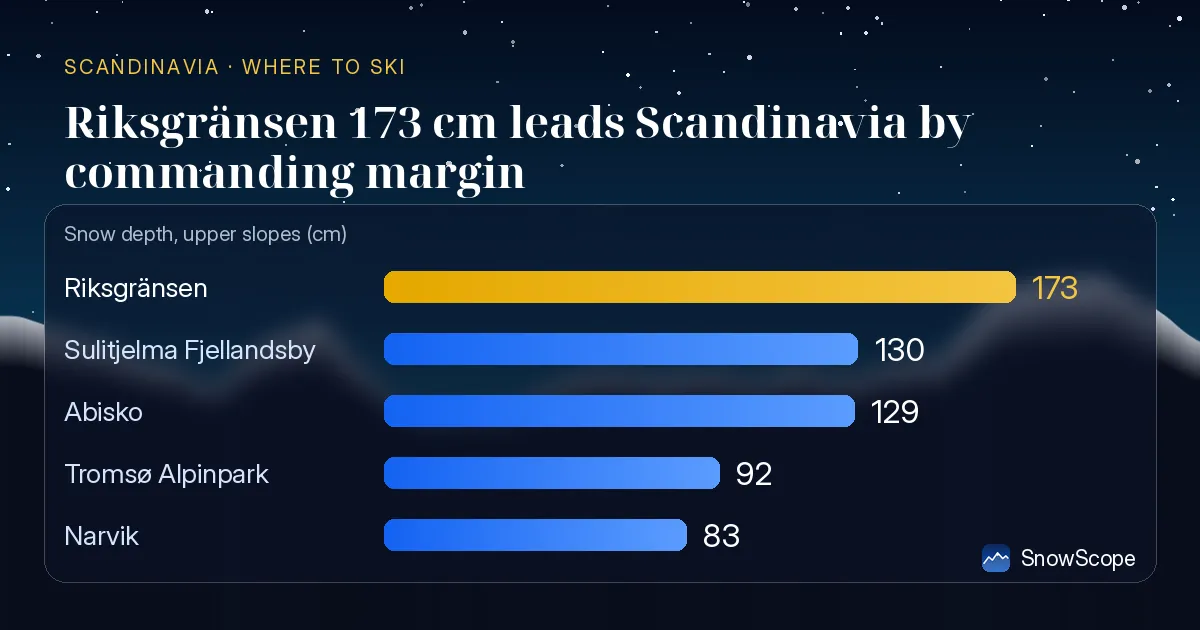 SCANDINAVIA · WHERE TO SKI
Riksgränsen 173 cm leads Scandinavia by
commanding margin
Snow depth, upper slopes (cm)
Riksgränsen 173
Sulitjelma Fjellandsby 130
Abisko 129
Tromsø Alpinpark 92
Narvik 83
SnowScope